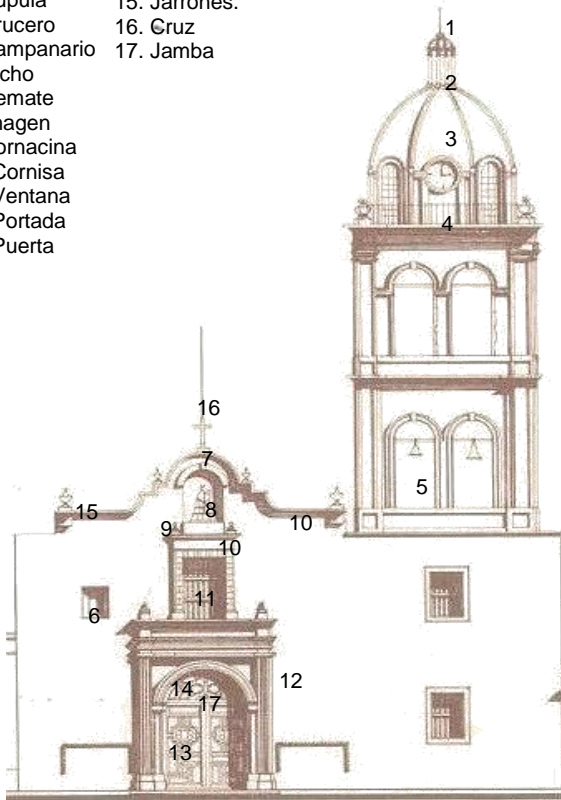 úpula 15. Jarrones.
rucero 16. Cruz
ampanario 17. Jamba
cho
emate
nagen
ornacina
Cornisa
Ventana
Portada
Puerta
1
2
3
4
16
7
5
15
8
9
10
10
11
6
14
12
17
13